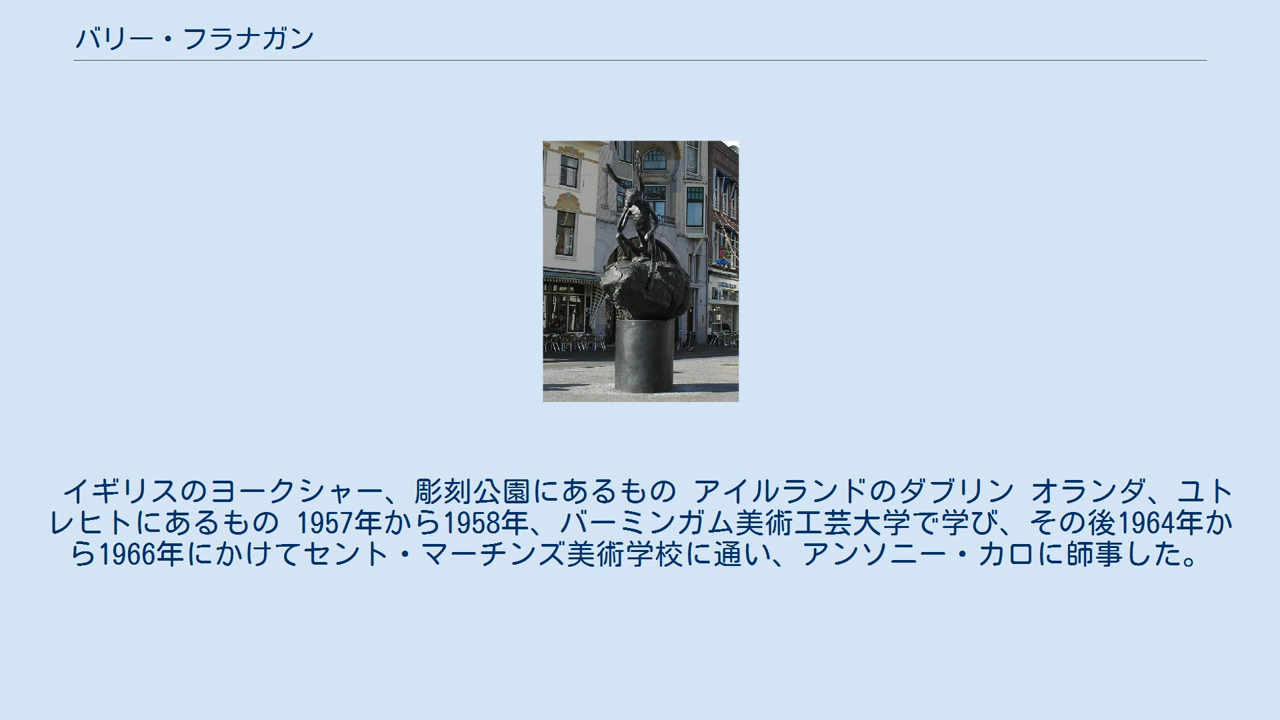 バリー・フラナガン
イギリスのヨークシャー、彫刻公園にあるもの アイルランドのダブリン オランダ、ユト
レヒトにあるもの 1957年から1958年、バーミンガム美術工芸大学で学び、その後1964年か
ら1966年にかけてセント・マーチンズ美術学校に通い、アンソニー・カロに師事した。